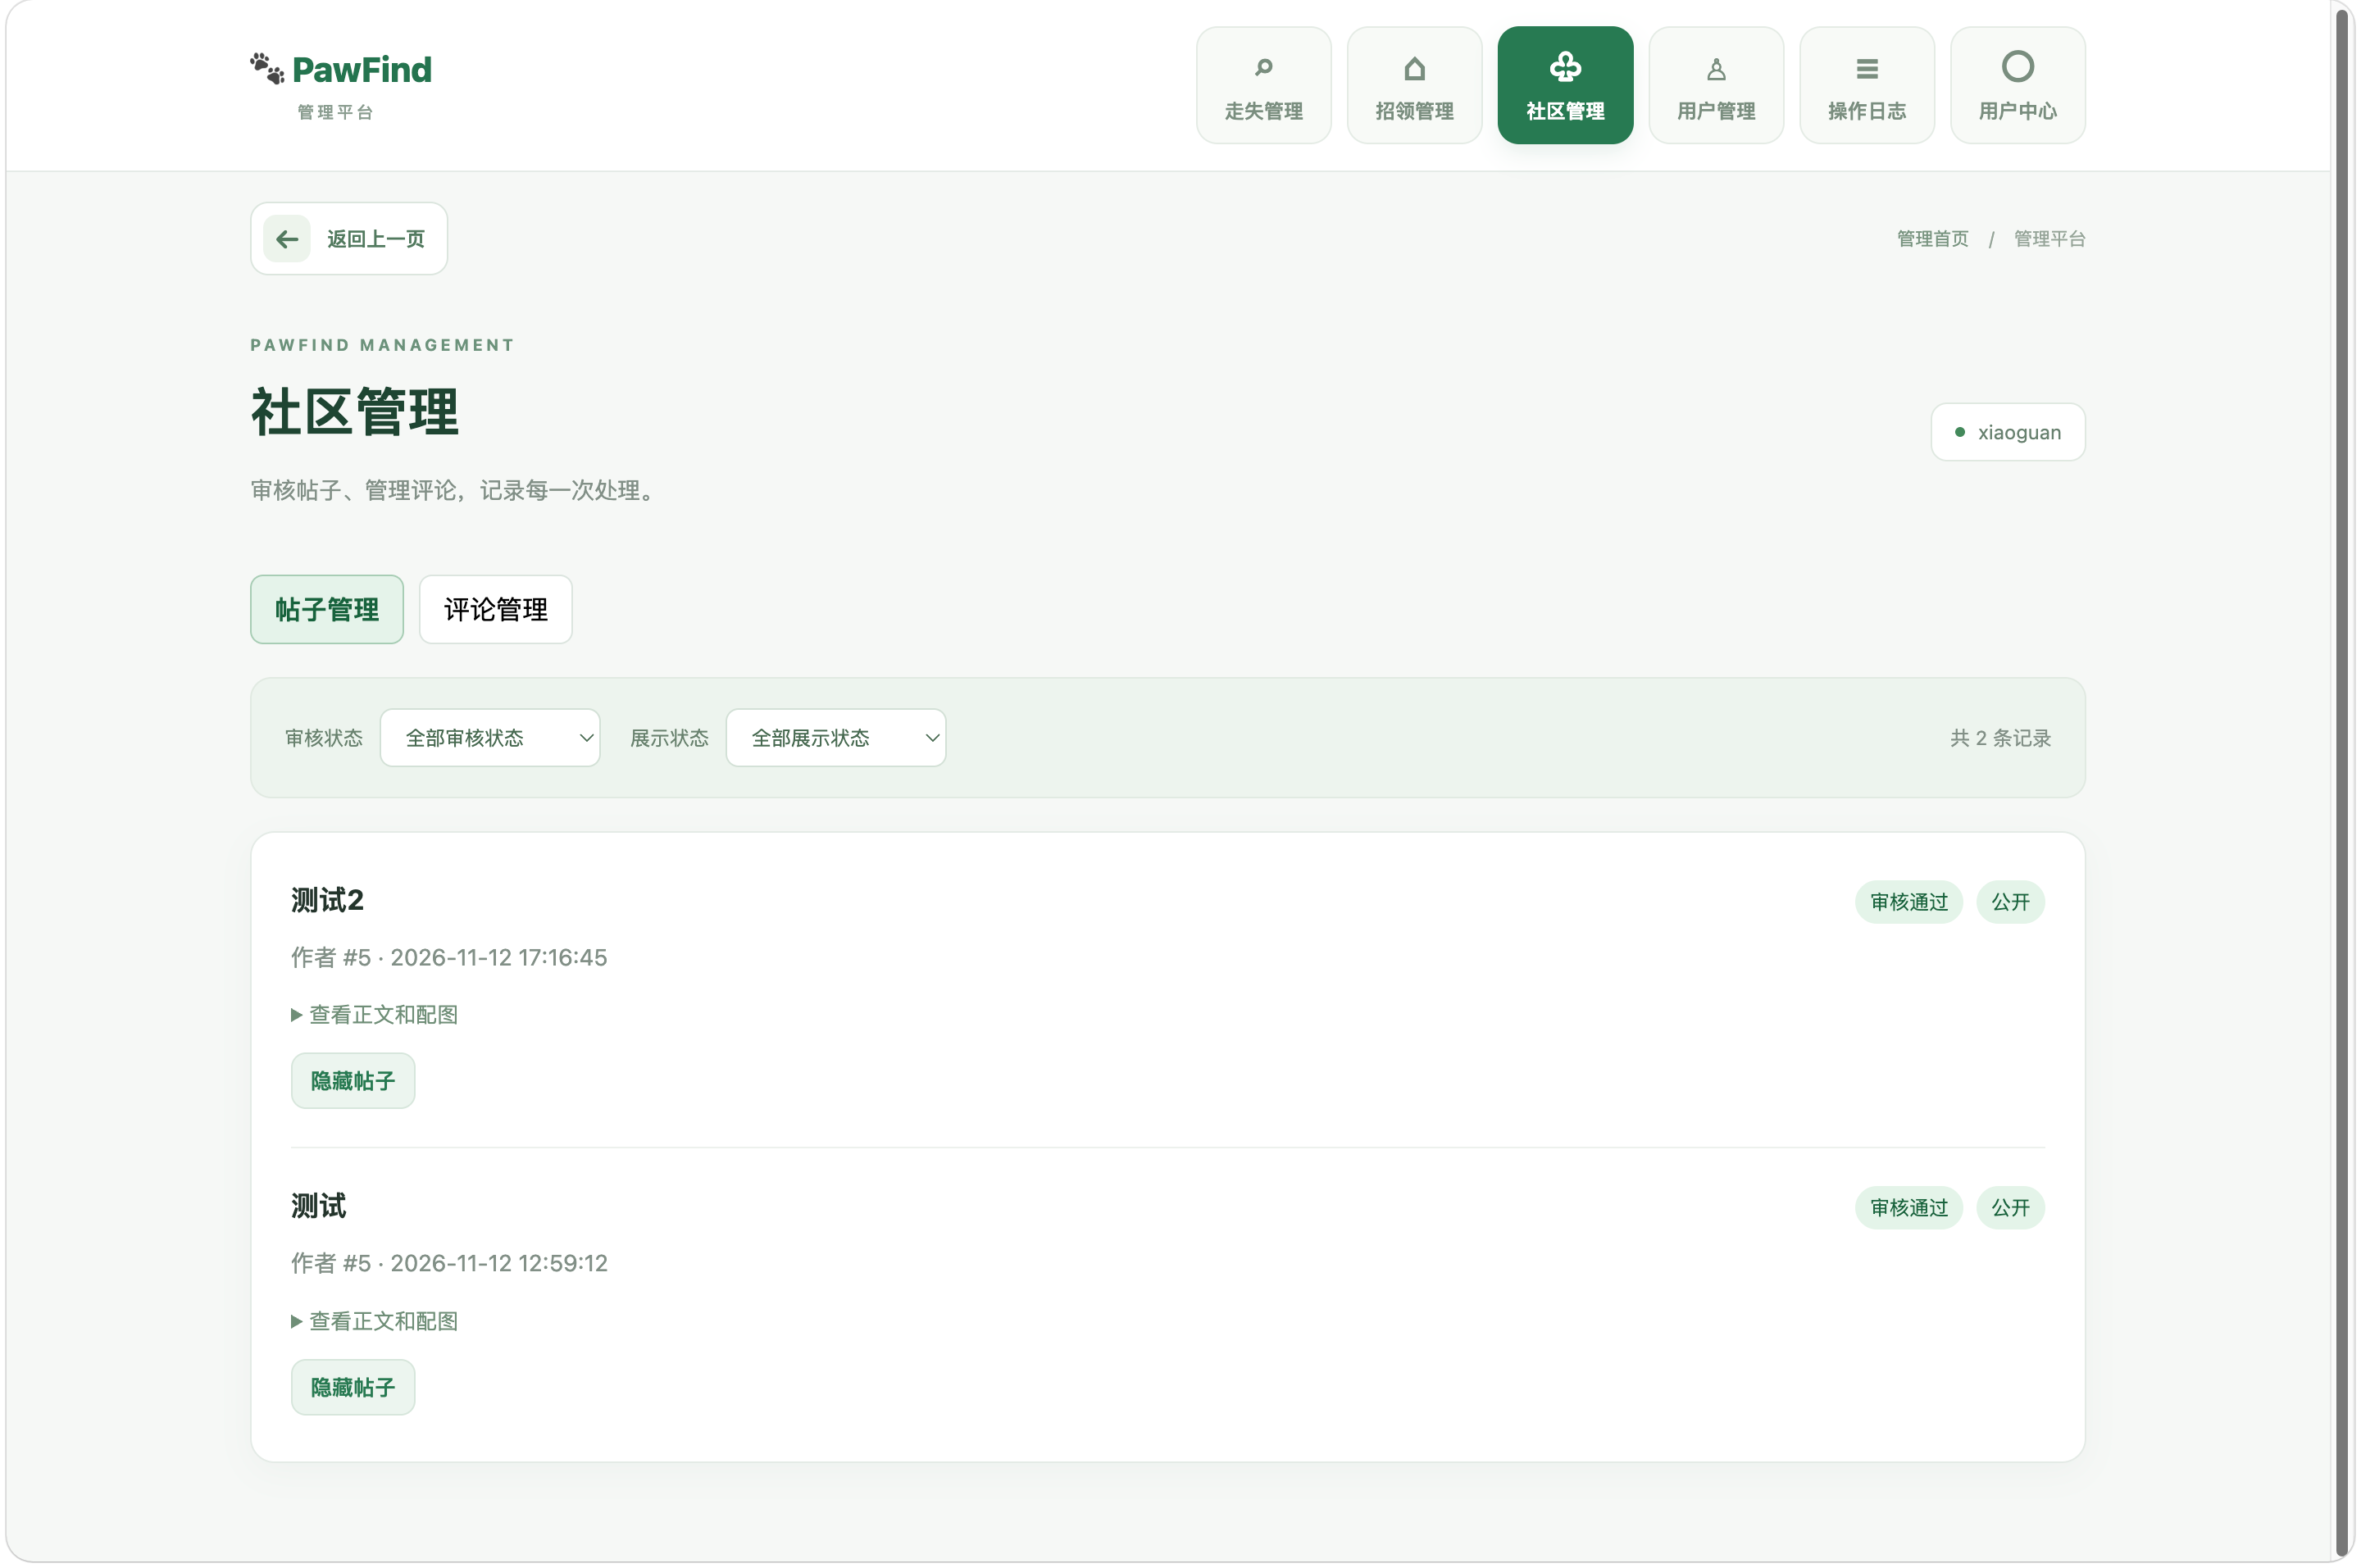 PawFind
管理平台
走失管理
招领管理
社区管理
用户管理
操作日志
用户中心
返回上一页
管理首页 / 管理平台
PAWFIND MANAGEMENT
社区管理
xiaoguan
审核帖子、管理评论，记录每一次处理。
帖子管理
评论管理
审核状态 全部审核状态 展示状态 全部展示状态 共 2 条记录
测试2 审核通过 公开
作者 #5 · 2026-11-12 17:16:45
查看正文和配图
隐藏帖子
测试 审核通过 公开
作者 #5 · 2026-11-12 12:59:12
查看正文和配图
隐藏帖子